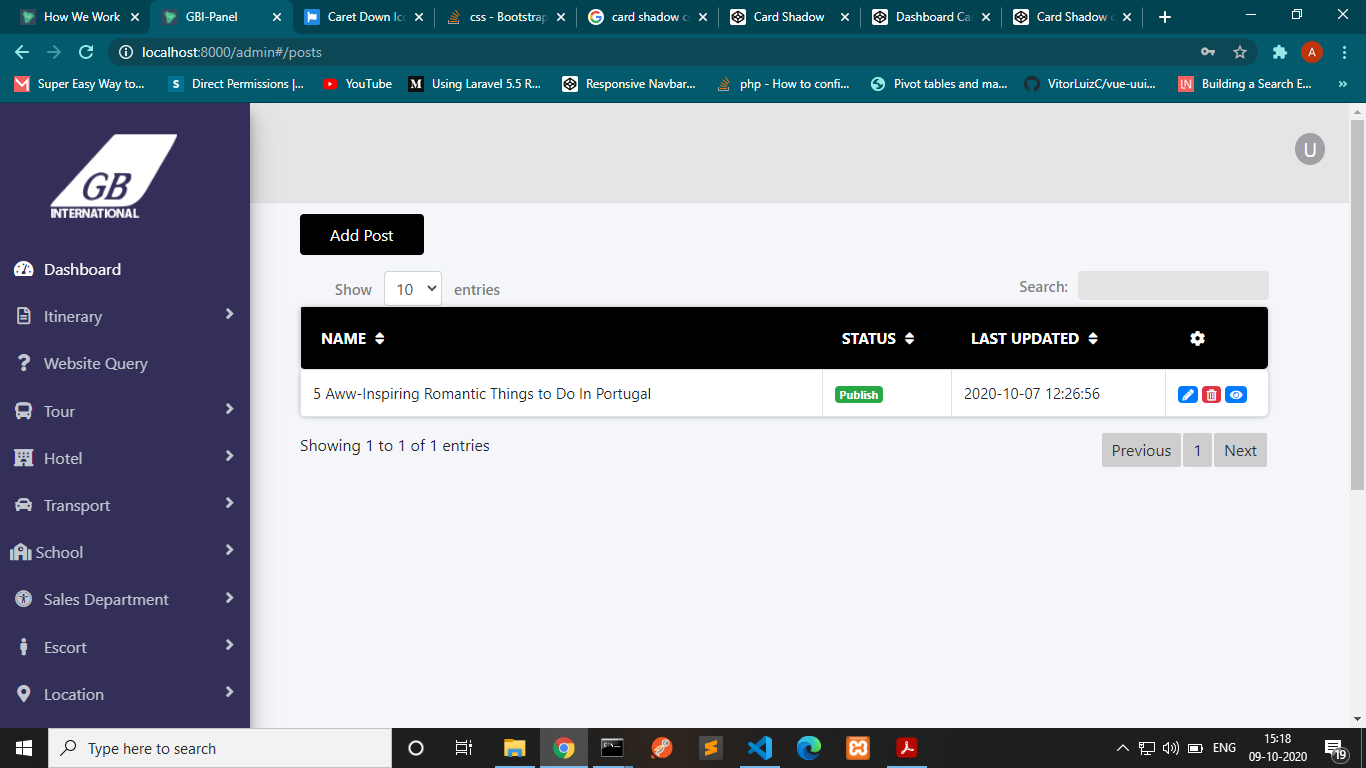 How We Work
GBI-Panel
Caret Down Ic
css - Bootstrap
card shadow c
Card Shadow
Dashboard Ca
Card Shadow
localhost:8000/admin#/posts
A
Super Easy Way to...
S
Direct Permissions |...
YouTube
M
Using Laravel 5.5 R...
Responsive Navbar...
php - How to confi...
Pivot tables and ma...
VitorLuizC/vue-uui...
IN
Building a Search E...
»
GB
INTERNATIONAL
U
Dashboard
Itinerary
Website Query
Tour
Hotel
Transport
School
Sales Department
Escort
Location
Add Post
Show 10 entries
Search:
NAME STATUS LAST UPDATED
5 Aww-Inspiring Romantic Things to Do In Portugal Publish 2020-10-07 12:26:56
Showing 1 to 1 of 1 entries
Previous 1 Next
Type here to search
ENG
15:18
09-10-2020
19